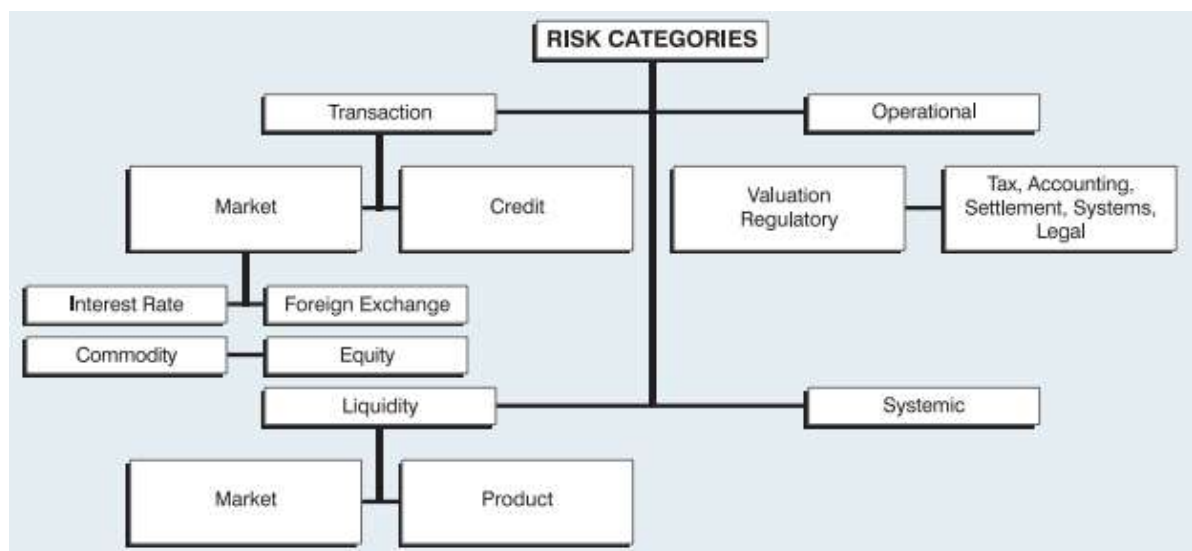 RISK CATEGORIES
Transaction
Operational
Market
Credit
Valuation
Regulatory
Tax, Accounting,
Settlement, Systems,
Legal
Interest Rate
Foreign Exchange
Commodity
Equity
Liquidity
Systemic
Market
Product